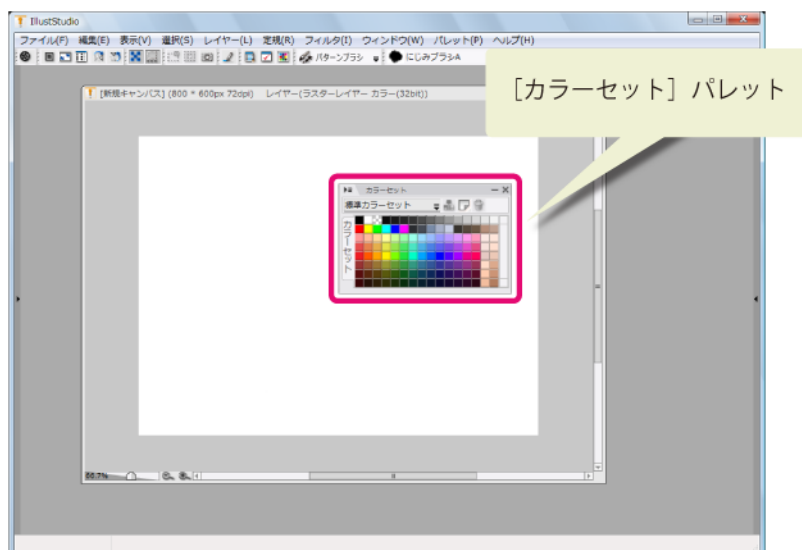 IllustStudio
ファイル(F) 編集(E) 表示(V) 選択(S) レイヤー(L) 定規(R) フィルタ(I) ウィンドウ(W) パレット(P) ヘルプ(H)
パターンブラシ にじみブラシA
［カラーセット］パレット
[新規キャンバス] (800 * 600px 72dpi) レイヤー(ラスターレイヤー カラー(32bit))
カラーセット
標準カラーセット
カラーセット
66.7%